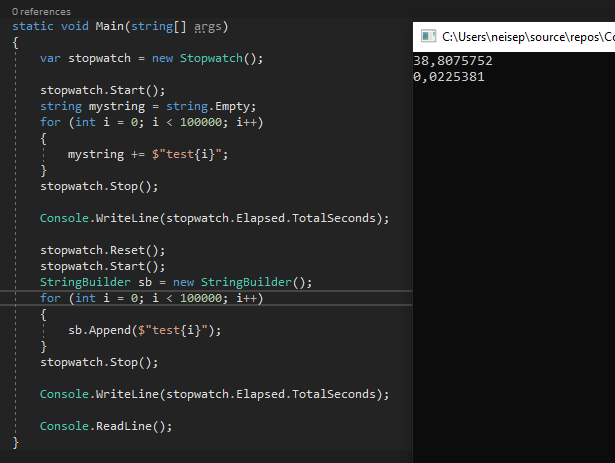 0 references
static void Main(string[] args)
{
var stopwatch = new Stopwatch();
stopwatch.Start();
string mystring = string.Empty;
for (int i = 0; i < 100000; i++)
{
mystring += $"test{i}";
}
stopwatch.Stop();
Console.WriteLine(stopwatch.Elapsed.TotalSeconds);
stopwatch.Reset();
stopwatch.Start();
StringBuilder sb = new StringBuilder();
for (int i = 0; i < 100000; i++)
{
sb.Append($"test{i}");
}
stopwatch.Stop();
Console.WriteLine(stopwatch.Elapsed.TotalSeconds);
Console.ReadLine();
}
C:\Users\neisep\source\repos\Co
38,8075752
0,0225381